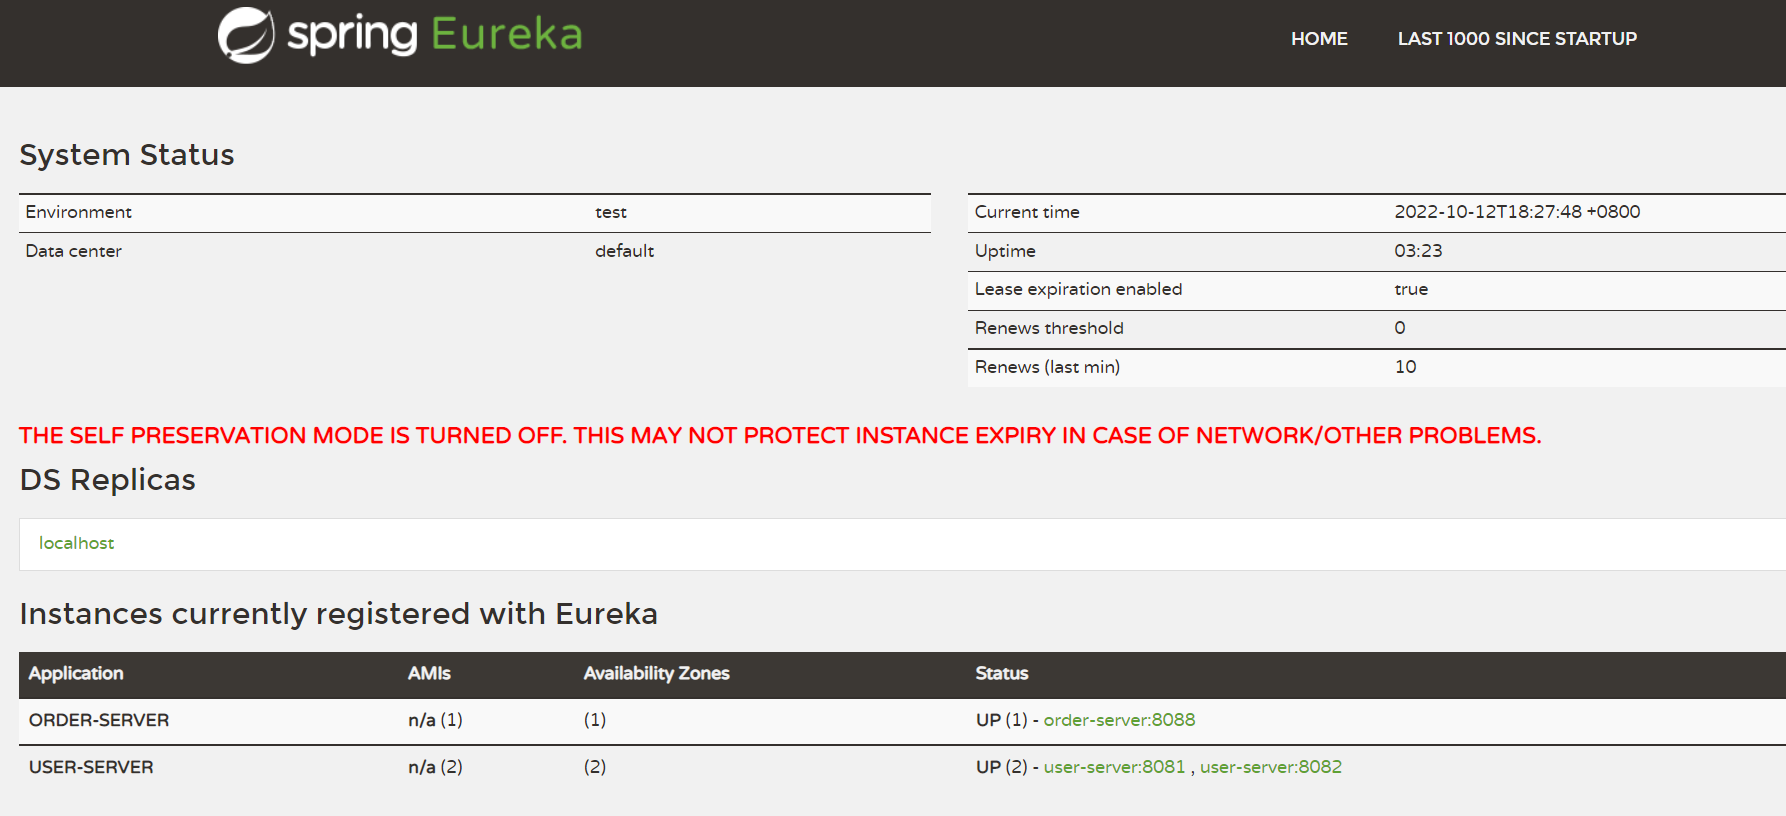 spring Eureka
HOME LAST 1000 SINCE STARTUP
System Status
Environment test
Data center default
Current time 2022-10-12T18:27:48 +0800
Uptime 03:23
Lease expiration enabled true
Renews threshold 0
Renews (last min) 10
THE SELF PRESERVATION MODE IS TURNED OFF. THIS MAY NOT PROTECT INSTANCE EXPIRY IN CASE OF NETWORK/OTHER PROBLEMS.
DS Replicas
localhost
Instances currently registered with Eureka
Application AMIs Availability Zones Status
ORDER-SERVER n/a (1) (1) UP (1) - order-server:8088
USER-SERVER n/a (2) (2) UP (2) - user-server:8081 , user-server:8082